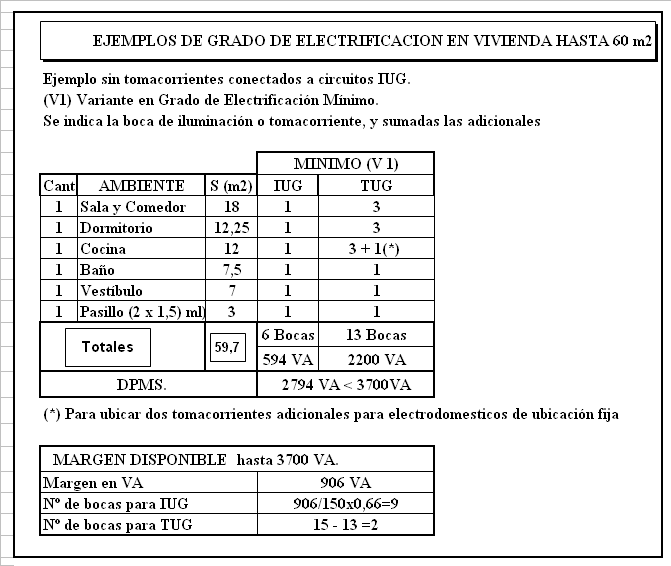 EJEMPLOS DE GRADO DE ELECTRIFICACION EN VIVIENDA HASTA 60 m2
Ejemplo sin tomacorrientes conectados a circuitos IUG.
(V1) Variante en Grado de Electrificación Mínimo.
Se indica la boca de iluminación o tomacorriente, y sumadas las adicionales
MINIMO (V 1)
Cant AMBIENTE S (m2) IUG TUG
1 Sala y Comedor 18 1 3
1 Dormitorio 12,25 1 3
1 Cocina 12 1 3 + 1(*)
1 Baño 7,5 1 1
1 Vestíbulo 7 1 1
1 Pasillo (2 x 1,5) ml) 3 1 1
Totales 59,7 6 Bocas 13 Bocas
594 VA 2200 VA
DPMS. 2794 VA < 3700VA
(*) Para ubicar dos tomacorrientes adicionales para electrodomesticos de ubicación fija
MARGEN DISPONIBLE hasta 3700 VA.
Margen en VA 906 VA
Nº de bocas para IUG 906/150x0,66=9
Nº de bocas para TUG 15 - 13 =2